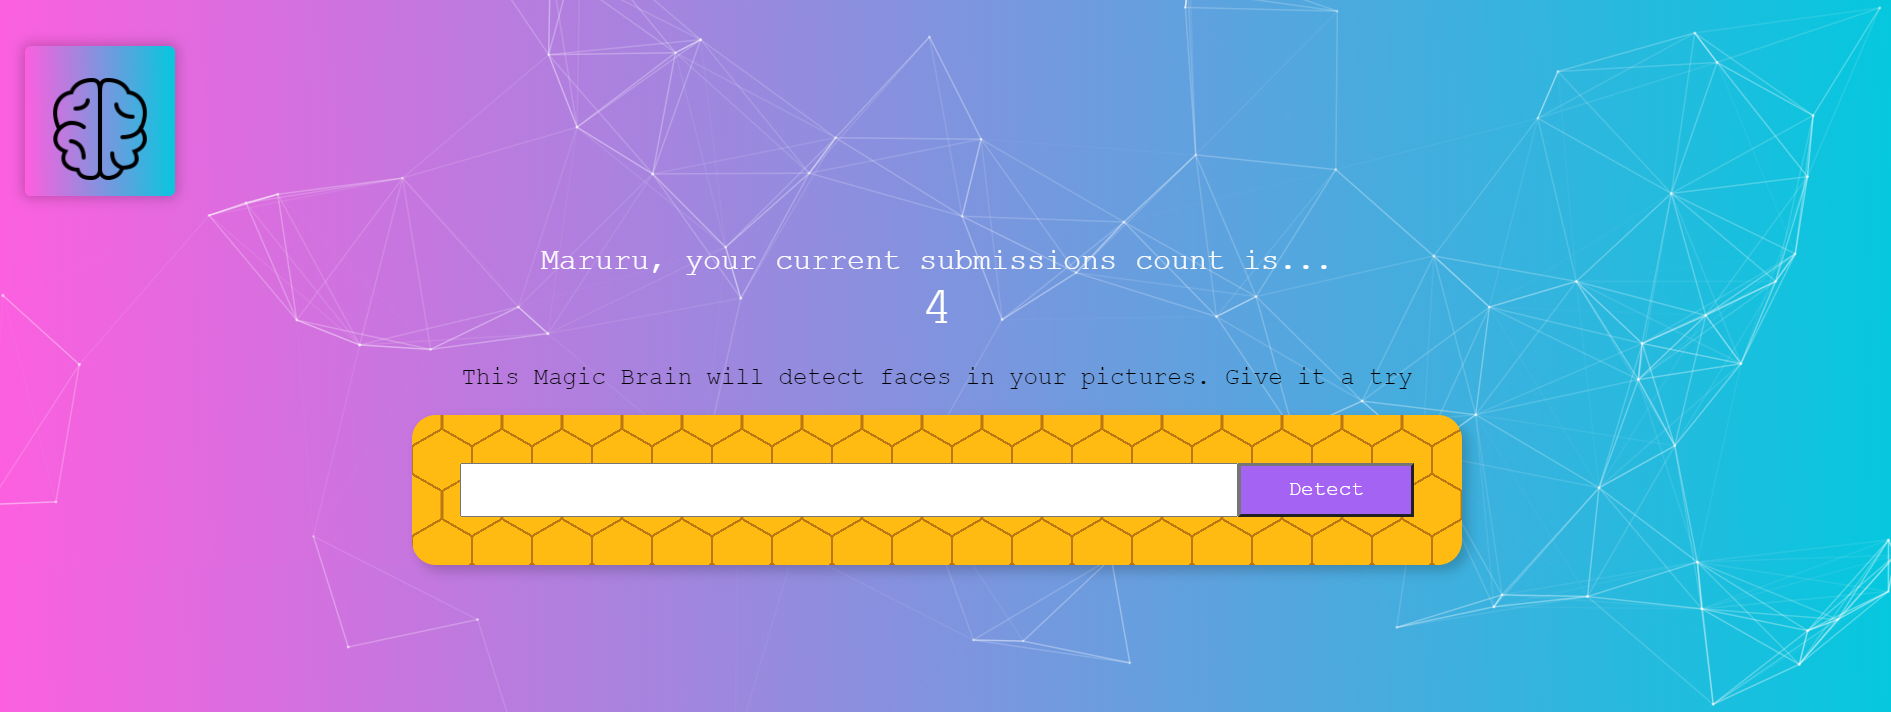 Maruru, your current submissions count is...
4
This Magic Brain will detect faces in your pictures. Give it a try
Detect